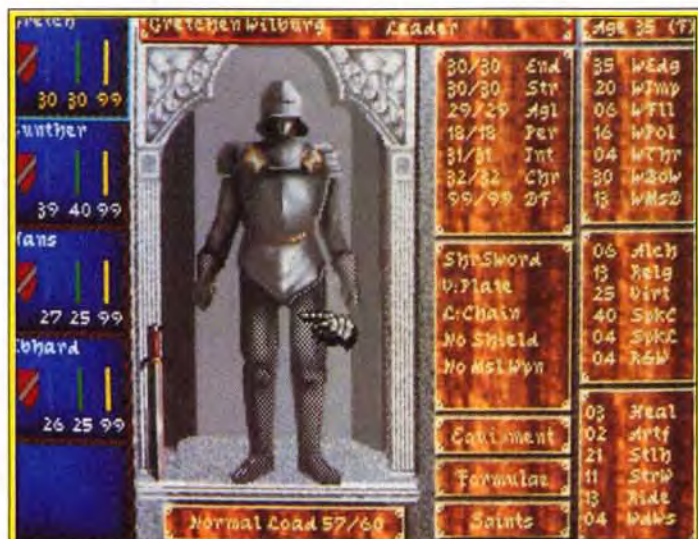 Gretch
30 30 99
Gunther
39 40 99
Hans
27 25 99
Ebhard
26 25 99
Gretchen Wilburg Leader
Age 35 (F)
30/30 End
30/30 Str
29/29 Agl
18/18 Per
31/31 Int
32/32 Chr
99/99 DF
35 WEdg
20 WImp
06 WFll
16 WPol
04 WThr
30 WBow
13 WMsD
ShrSword
V:Plate
L:Chain
No Shield
No MslWpn
06 Alch
13 Relg
25 Virt
40 SpkC
04 SpkL
04 R&W
03 Heal
02 Artf
21 Stlh
11 StrW
13 Ride
04 WdWs
Equipment
Formulae
Saints
Normal Load 57/60